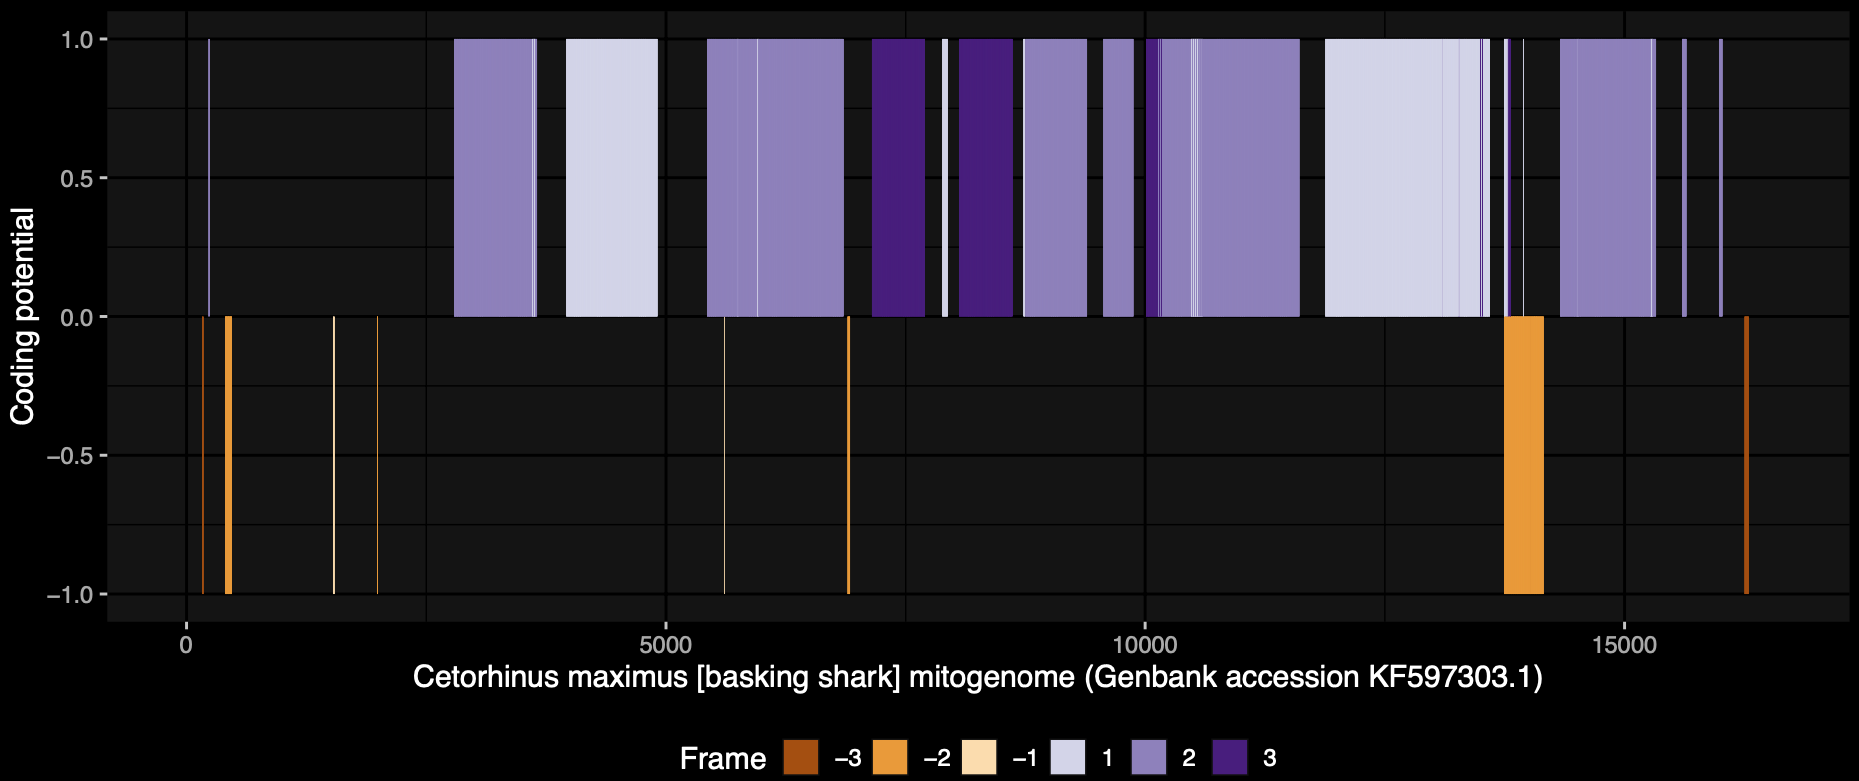 Coding potential
1.0
0.5
0.0
−0.5
−1.0
0 5000 10000 15000
Cetorhinus maximus [basking shark] mitogenome (Genbank accession KF597303.1)
Frame −3 −2 −1 1 2 3